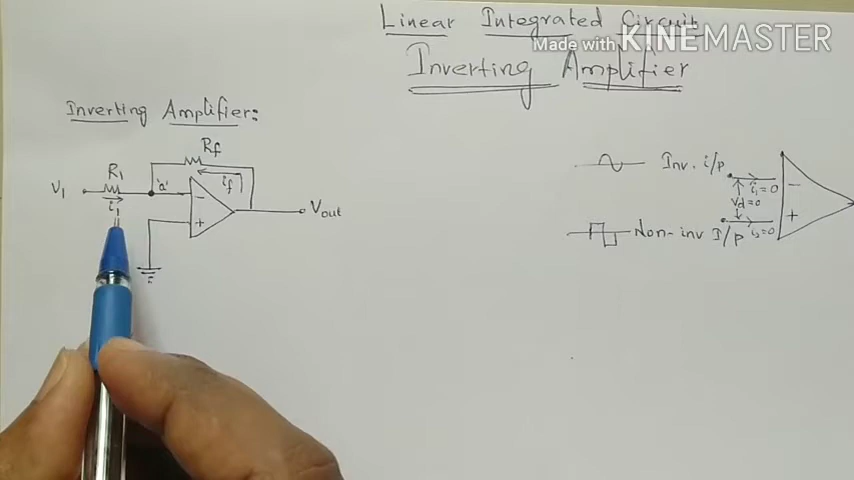 Linear Integrated Circuit
Made with KINEMASTER
Inverting Amplifier
Inverting Amplifier:
Rf
R1
V1
'a'
if
i1
−
+
Vout
Inv. i/p
i1=0
Vd=0
−
+
Non-inv I/p
i2=0